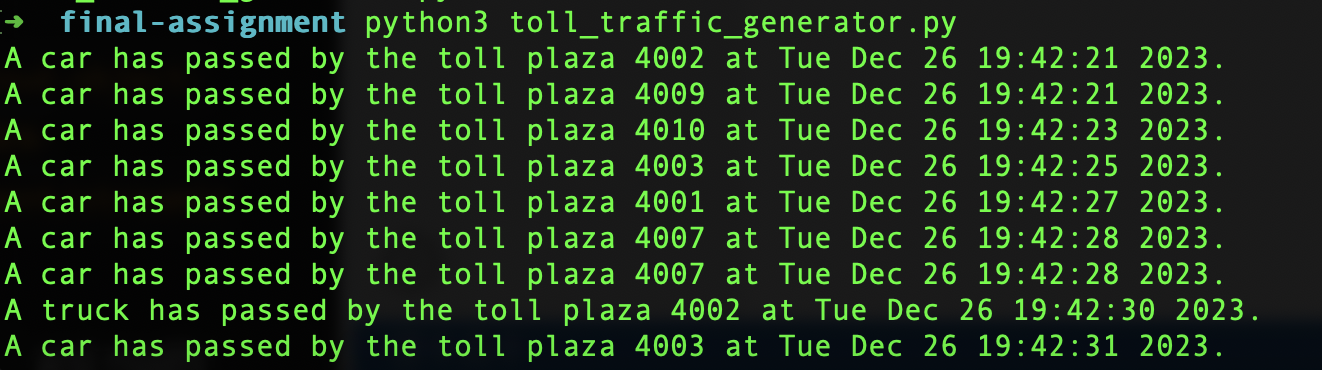 ➜  final-assignment python3 toll_traffic_generator.py
A car has passed by the toll plaza 4002 at Tue Dec 26 19:42:21 2023.
A car has passed by the toll plaza 4009 at Tue Dec 26 19:42:21 2023.
A car has passed by the toll plaza 4010 at Tue Dec 26 19:42:23 2023.
A car has passed by the toll plaza 4003 at Tue Dec 26 19:42:25 2023.
A car has passed by the toll plaza 4001 at Tue Dec 26 19:42:27 2023.
A car has passed by the toll plaza 4007 at Tue Dec 26 19:42:28 2023.
A car has passed by the toll plaza 4007 at Tue Dec 26 19:42:28 2023.
A truck has passed by the toll plaza 4002 at Tue Dec 26 19:42:30 2023.
A car has passed by the toll plaza 4003 at Tue Dec 26 19:42:31 2023.